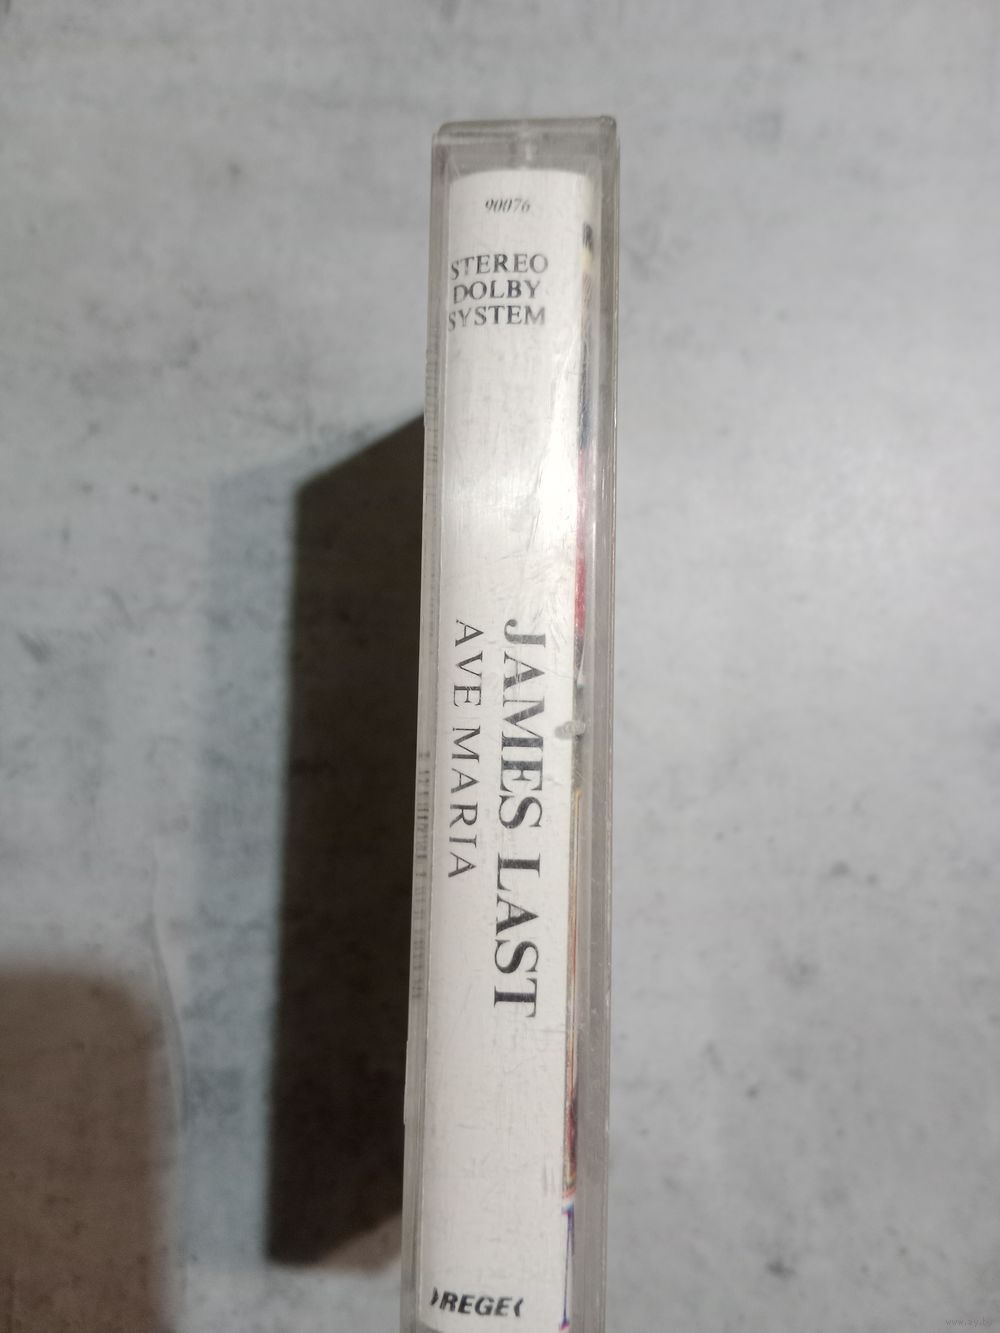 90076
STEREO
DOLBY
SYSTEM
JAMES LAST
AVE MARIA
REGE